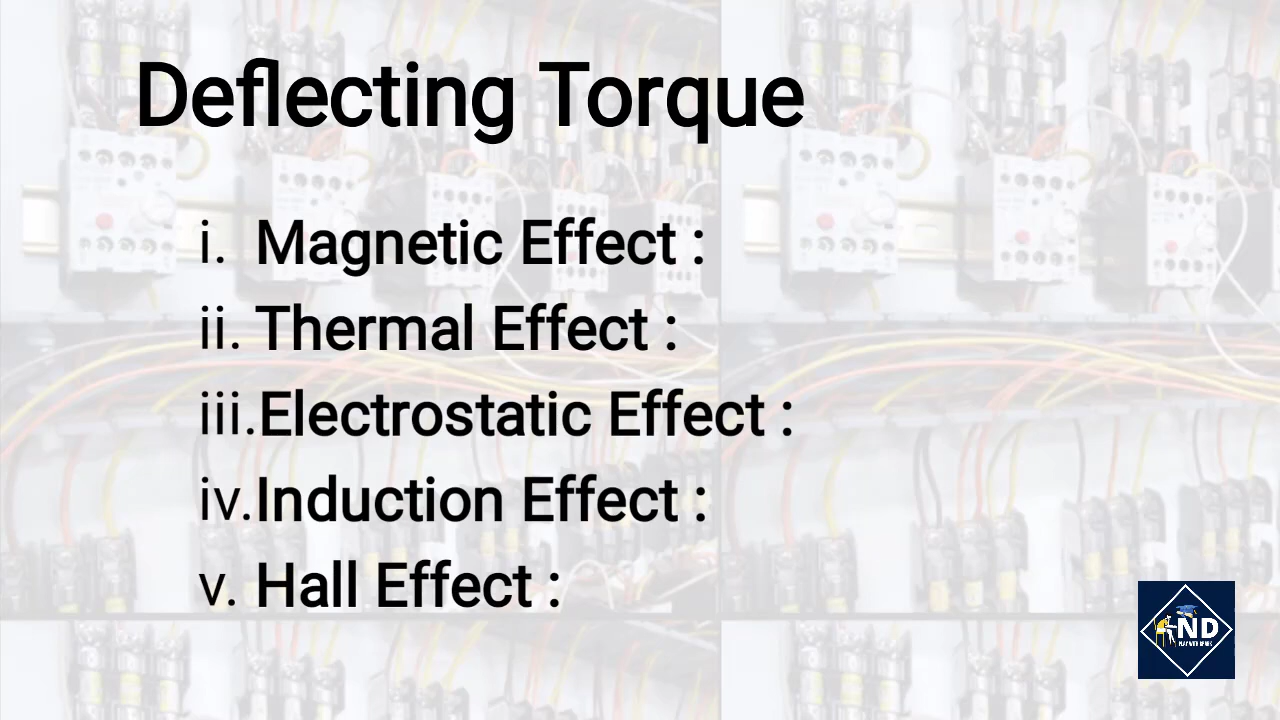 Deflecting Torque
i. Magnetic Effect :
ii. Thermal Effect :
iii.Electrostatic Effect :
iv.Induction Effect :
v. Hall Effect :
ND